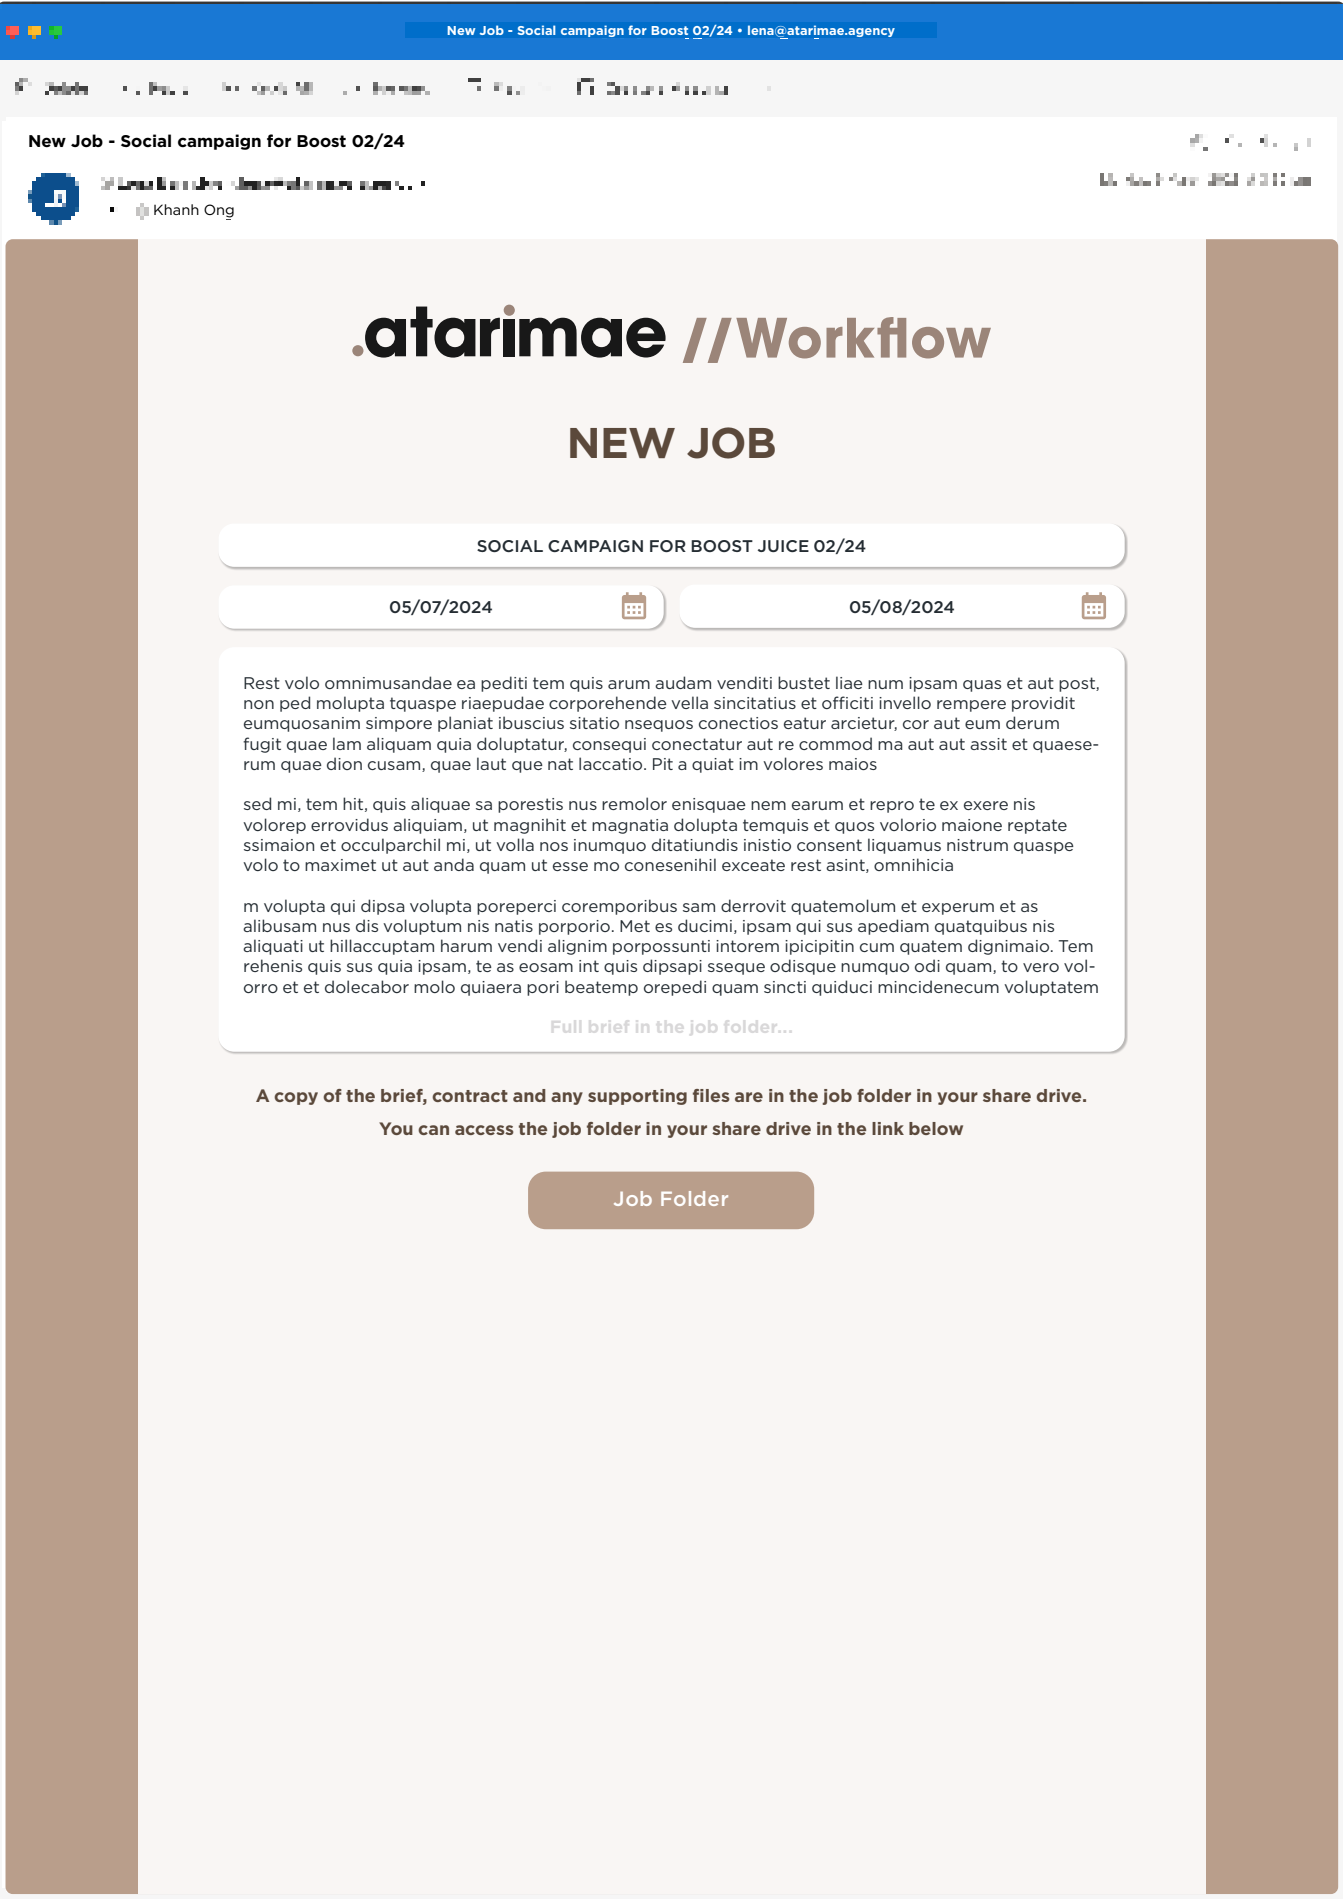 New Job - Social campaign for Boost 02/24 • lena@atarimae.agency
New Job - Social campaign for Boost 02/24
Khanh Ong
.atarimae //Workflow
NEW JOB
SOCIAL CAMPAIGN FOR BOOST JUICE 02/24
05/07/2024
05/08/2024
Rest volo omnimusandae ea pediti tem quis arum audam venditi bustet liae num ipsam quas et aut post,
non ped molupta tquaspe riaepudae corporehende vella sincitatius et officiti invello rempere providit
eumquosanim simpore planiat ibuscius sitatio nsequos conectios eatur arcietur, cor aut eum derum
fugit quae lam aliquam quia doluptatur, consequi conectatur aut re commod ma aut aut assit et quaese-
rum quae dion cusam, quae laut que nat laccatio. Pit a quiat im volores maios
sed mi, tem hit, quis aliquae sa porestis nus remolor enisquae nem earum et repro te ex exere nis
volorep errovidus aliquiam, ut magnihit et magnatia dolupta temquis et quos volorio maione reptate
ssimaion et occulparchil mi, ut volla nos inumquo ditatiundis inistio consent liquamus nistrum quaspe
volo to maximet ut aut anda quam ut esse mo conesenihil exceate rest asint, omnihicia
m volupta qui dipsa volupta poreperci coremporibus sam derrovit quatemolum et experum et as
alibusam nus dis voluptum nis natis porporio. Met es ducimi, ipsam qui sus apediam quatquibus nis
aliquati ut hillaccuptam harum vendi alignim porpossunti intorem ipicipitin cum quatem dignimaio. Tem
rehenis quis sus quia ipsam, te as eosam int quis dipsapi sseque odisque numquo odi quam, to vero vol-
orro et et dolecabor molo quiaera pori beatemp orepedi quam sincti quiduci mincidenecum voluptatem
Full brief in the job folder...
A copy of the brief, contract and any supporting files are in the job folder in your share drive.
You can access the job folder in your share drive in the link below
Job Folder